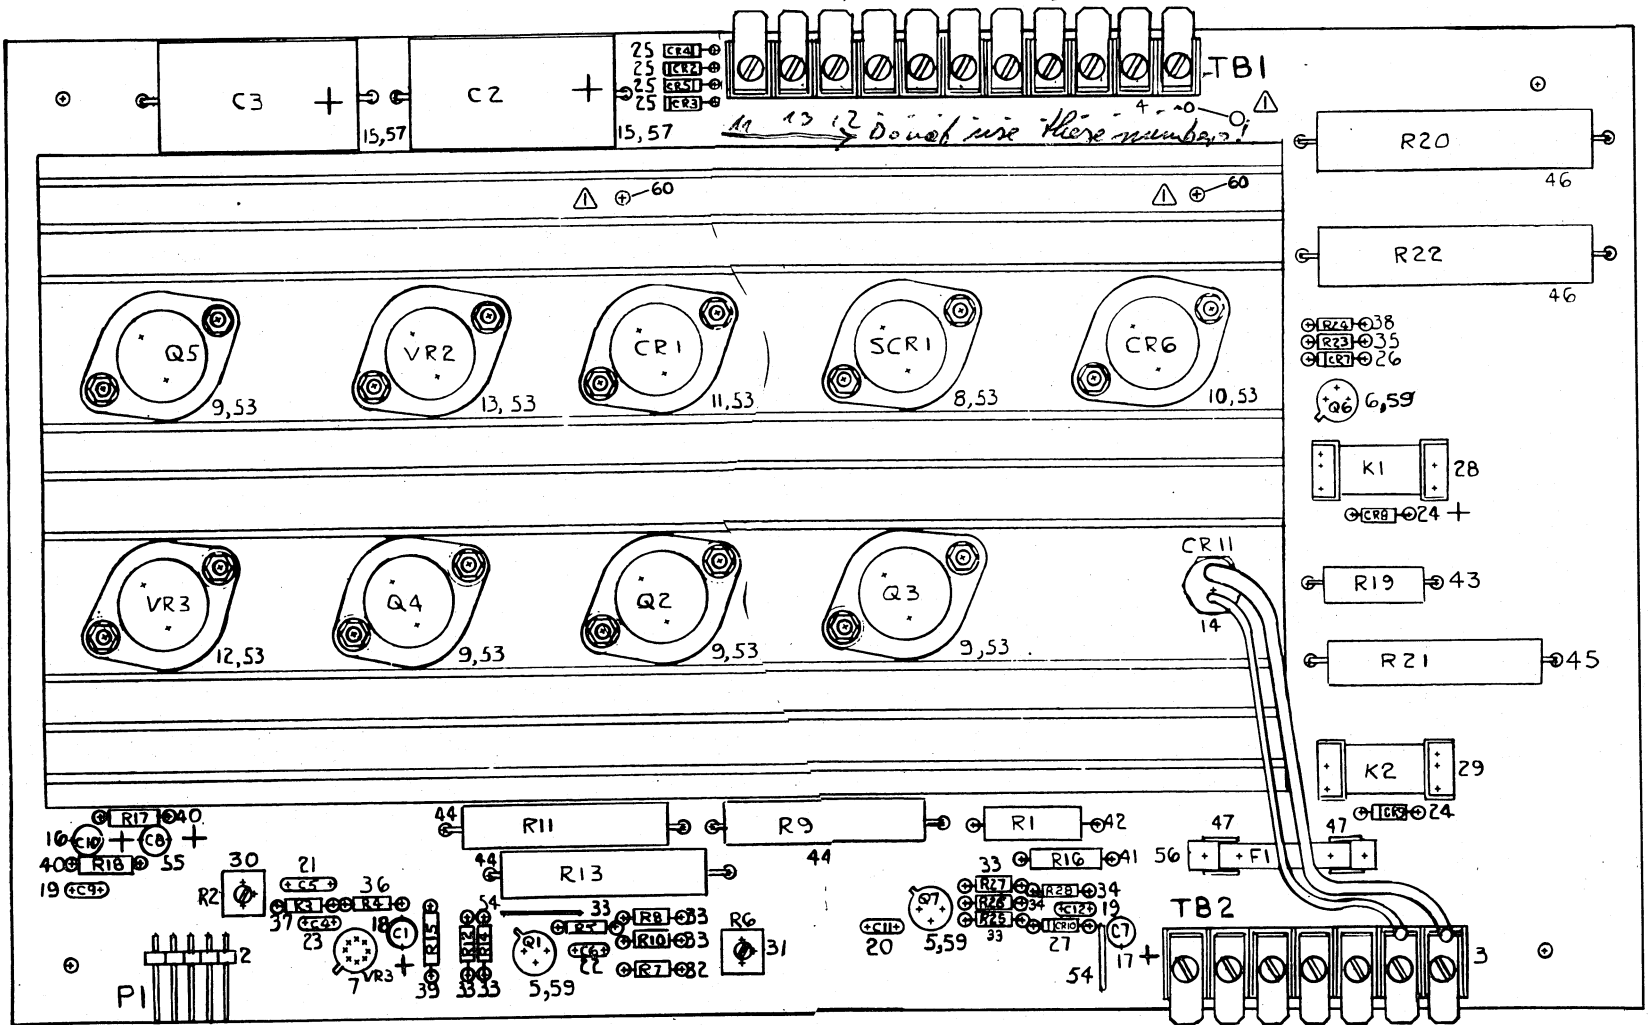 25 CR4
25 CR2
25 CR5
25 CR3
TB1
C3 +
C2 +
15,57
15,57
11 13 12 Do not use these numbers!
4
R20
46
60
60
R22
46
Q5
9,53
VR2
13,53
CR1
11,53
SCR1
8,53
CR6
10,53
R24 38
R23 35
CR7 26
Q6 6,59
K1 28
CR8 24 +
VR3
12,53
Q4
9,53
Q2
9,53
Q3
9,53
CR11
14
R19 43
R21 45
K2 29
CR9 24
R17 40
16 C10 + C8 +
40 R18 55
19 C9
44 R11
R9
44
R1 42
44 R13
R16 41
47 47
56 F1
30
R2
21
C5
36
37 R3 R4
C4
23
18 C1
+
7 VR3
R15
39
54
R12 R14
33 33
Q1
5,59
33
R5
C6
22
R8 33
R10 33
R7 32
R6
31
C11
20
Q7
5,59
33
R27
R26 34
R25
33
R28 34
C12 19
CR10
27
C7
17 +
54
TB2
3
P1
2